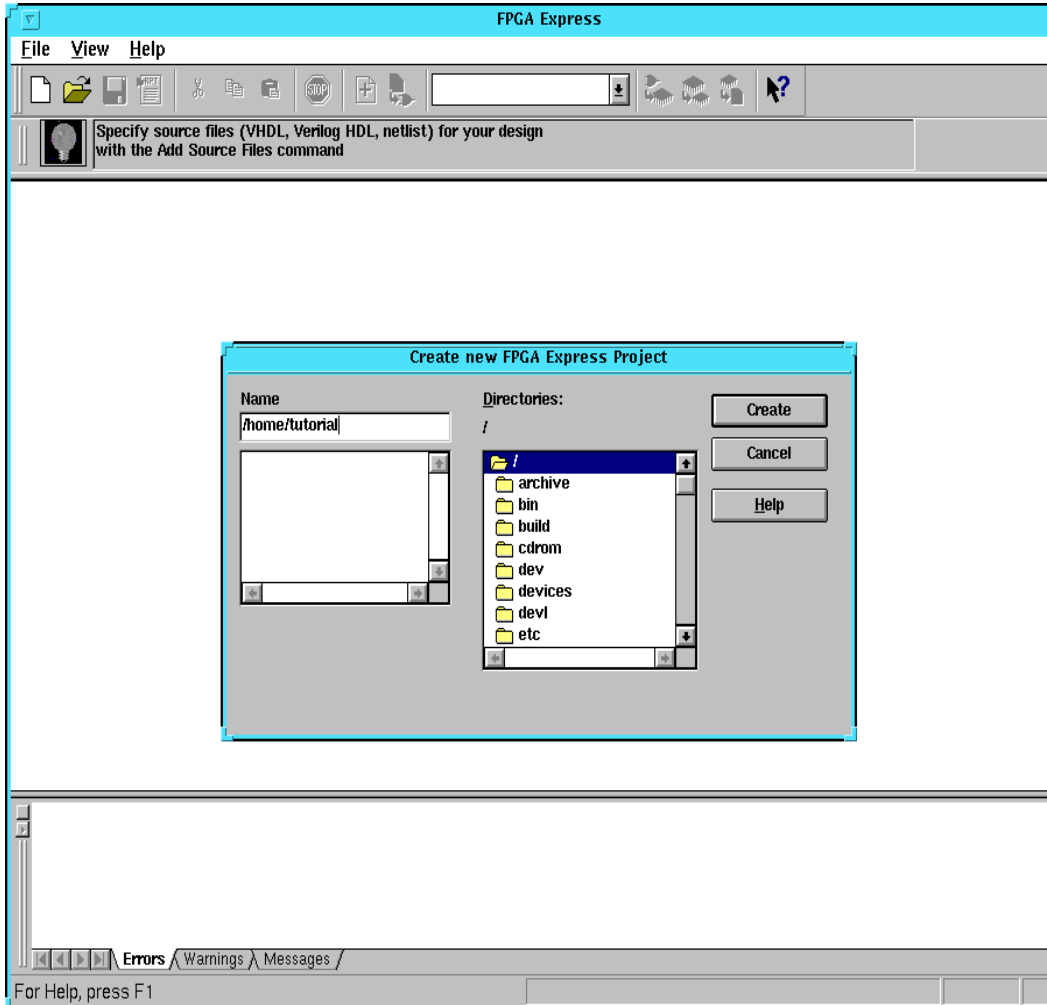 FPGA Express
File View Help
RPT
STOP
Specify source files (VHDL, Verilog HDL, netlist) for your design
with the Add Source Files command
Create new FPGA Express Project
Name
/home/tutorial
Directories:
/
/
archive
bin
build
cdrom
dev
devices
devl
etc
Create
Cancel
Help
Errors Warnings Messages
For Help, press F1